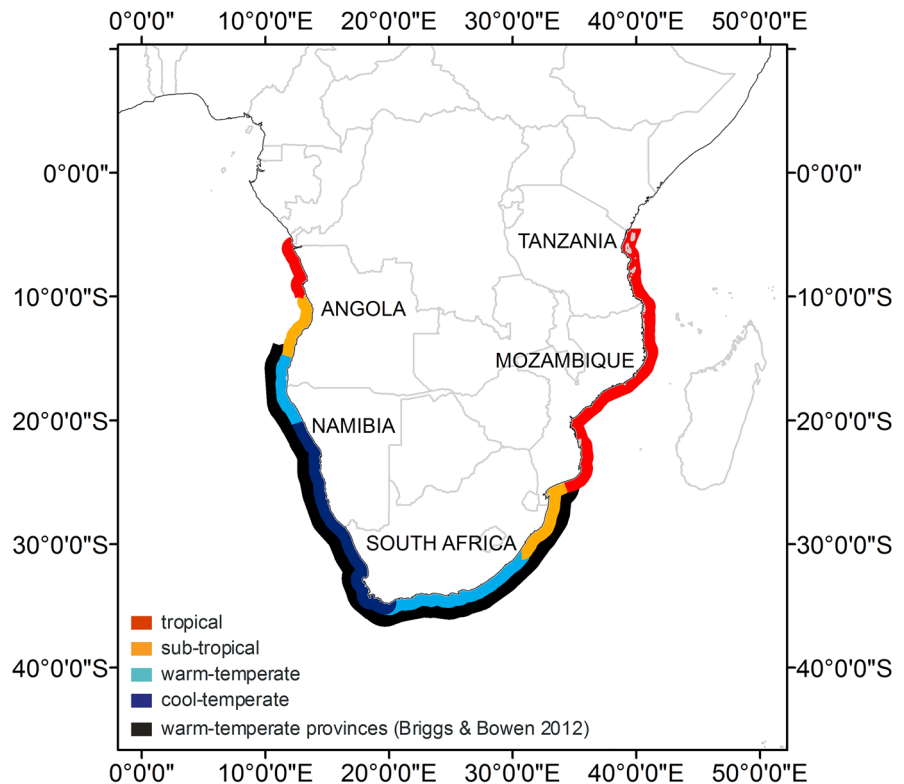 0°0'0" 10°0'0"E 20°0'0"E 30°0'0"E 40°0'0"E 50°0'0"E
0°0'0" 0°0'0"
TANZANIA
10°0'0"S 10°0'0"S
ANGOLA
MOZAMBIQUE
20°0'0"S 20°0'0"S
NAMIBIA
30°0'0"S 30°0'0"S
SOUTH AFRICA
tropical
sub-tropical
40°0'0"S 40°0'0"S
warm-temperate
cool-temperate
warm-temperate provinces (Briggs & Bowen 2012)
0°0'0" 10°0'0"E 20°0'0"E 30°0'0"E 40°0'0"E 50°0'0"E